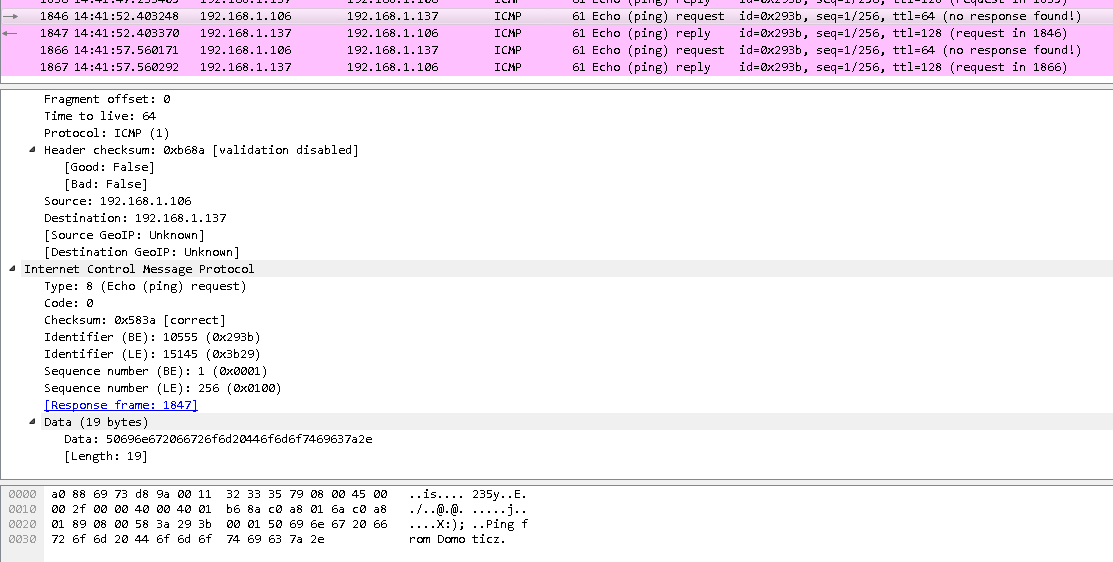 1846 14:41:52.403248 192.168.1.106 192.168.1.137 ICMP 61 Echo (ping) request id=0x293b, seq=1/256, ttl=64 (no response found!)
1847 14:41:52.403370 192.168.1.137 192.168.1.106 ICMP 61 Echo (ping) reply id=0x293b, seq=1/256, ttl=128 (request in 1846)
1866 14:41:57.560171 192.168.1.106 192.168.1.137 ICMP 61 Echo (ping) request id=0x293b, seq=1/256, ttl=64 (no response found!)
1867 14:41:57.560292 192.168.1.137 192.168.1.106 ICMP 61 Echo (ping) reply id=0x293b, seq=1/256, ttl=128 (request in 1866)
Fragment offset: 0
Time to live: 64
Protocol: ICMP (1)
Header checksum: 0xb68a [validation disabled]
[Good: False]
[Bad: False]
Source: 192.168.1.106
Destination: 192.168.1.137
[Source GeoIP: Unknown]
[Destination GeoIP: Unknown]
Internet Control Message Protocol
Type: 8 (Echo (ping) request)
Code: 0
Checksum: 0x583a [correct]
Identifier (BE): 10555 (0x293b)
Identifier (LE): 15145 (0x3b29)
Sequence number (BE): 1 (0x0001)
Sequence number (LE): 256 (0x0100)
[Response frame: 1847]
Data (19 bytes)
Data: 50696e672066726f6d20446f6d6f7469637a2e
[Length: 19]
0000 a0 88 69 73 d8 9a 00 11 32 33 35 79 08 00 45 00 ..is.... 235y..E.
0010 00 2f 00 00 40 00 40 01 b6 8a c0 a8 01 6a c0 a8 ./..@.@. .....j..
0020 01 89 08 00 58 3a 29 3b 00 01 50 69 6e 67 20 66 ....X:); ..Ping f
0030 72 6f 6d 20 44 6f 6d 6f 74 69 63 7a 2e rom Domo ticz.